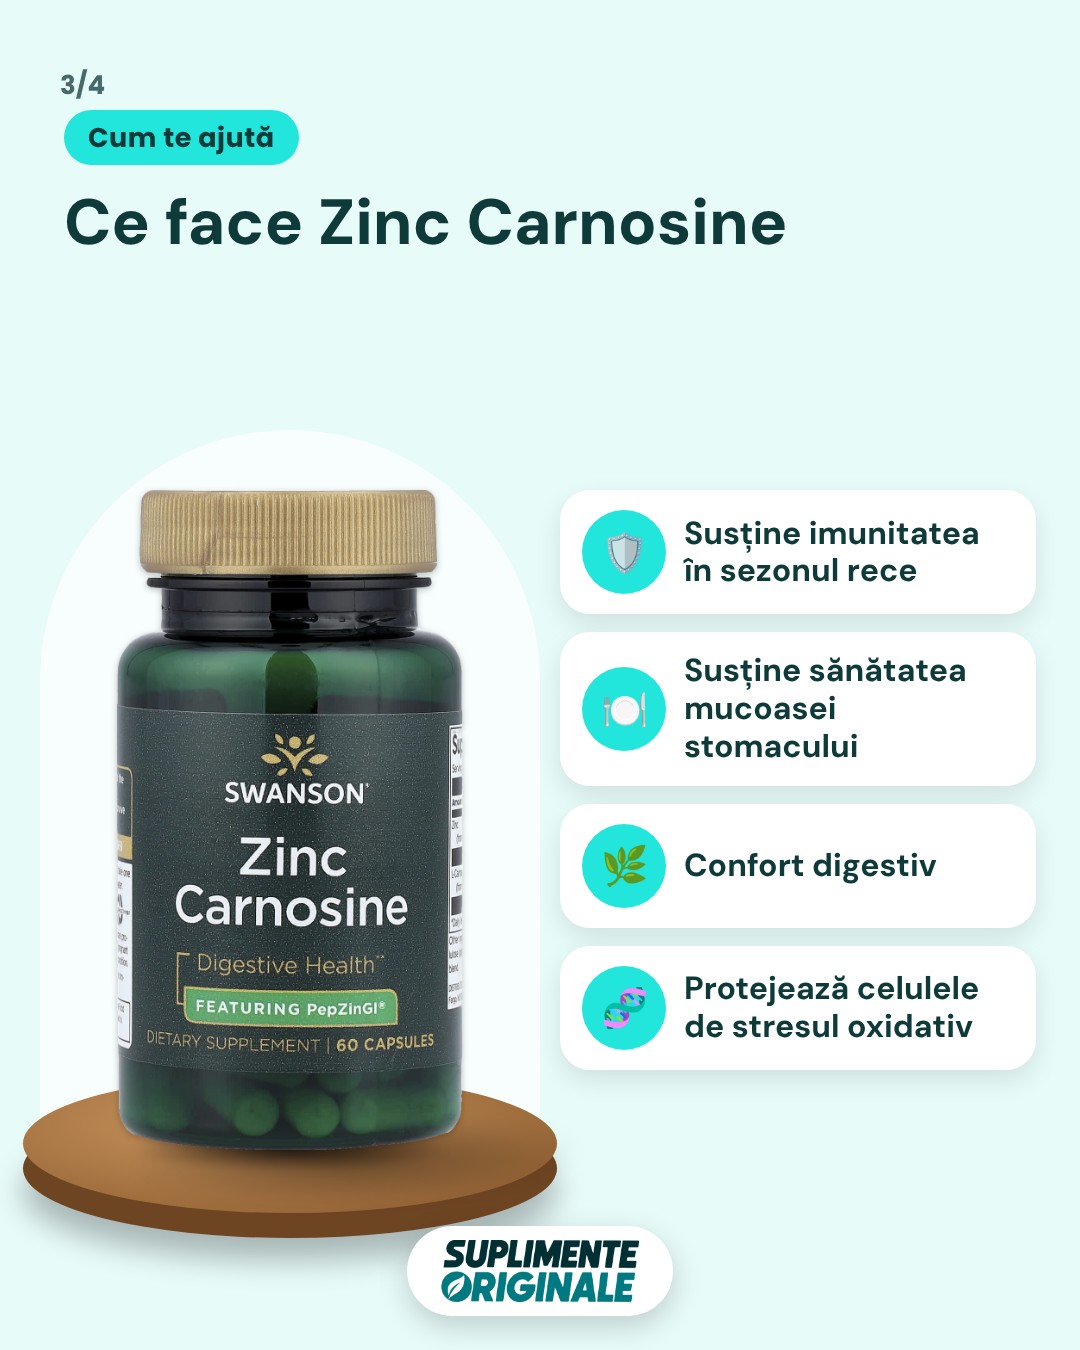 3/4
Cum te ajută
Ce face Zinc Carnosine
SWANSON
Zinc
Carnosine
Digestive Health
FEATURING PepZinGI®
DIETARY SUPPLEMENT | 60 CAPSULES
Susține imunitatea
în sezonul rece
Susține sănătatea
mucoasei
stomacului
Confort digestiv
Protejează celulele
de stresul oxidativ
SUPLIMENTE
ORIGINALE